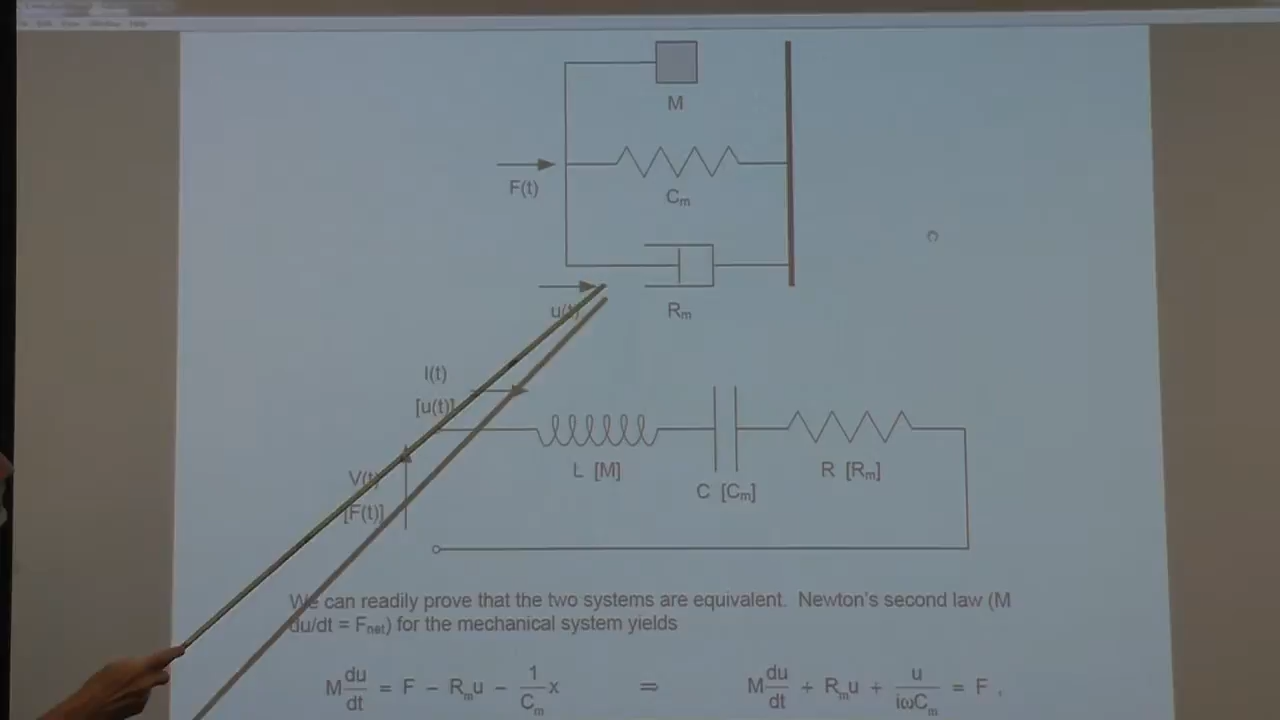 M
F(t)
Cm
u(t)
Rm
I(t)
[u(t)]
V(t)
[F(t)]
L [M]
C [Cm]
R [Rm]
We can readily prove that the two systems are equivalent. Newton's second law (M
du/dt = Fnet) for the mechanical system yields
M du/dt = F − Rmu − 1/Cm x ⇒ M du/dt + Rmu + u/iωCm = F ,